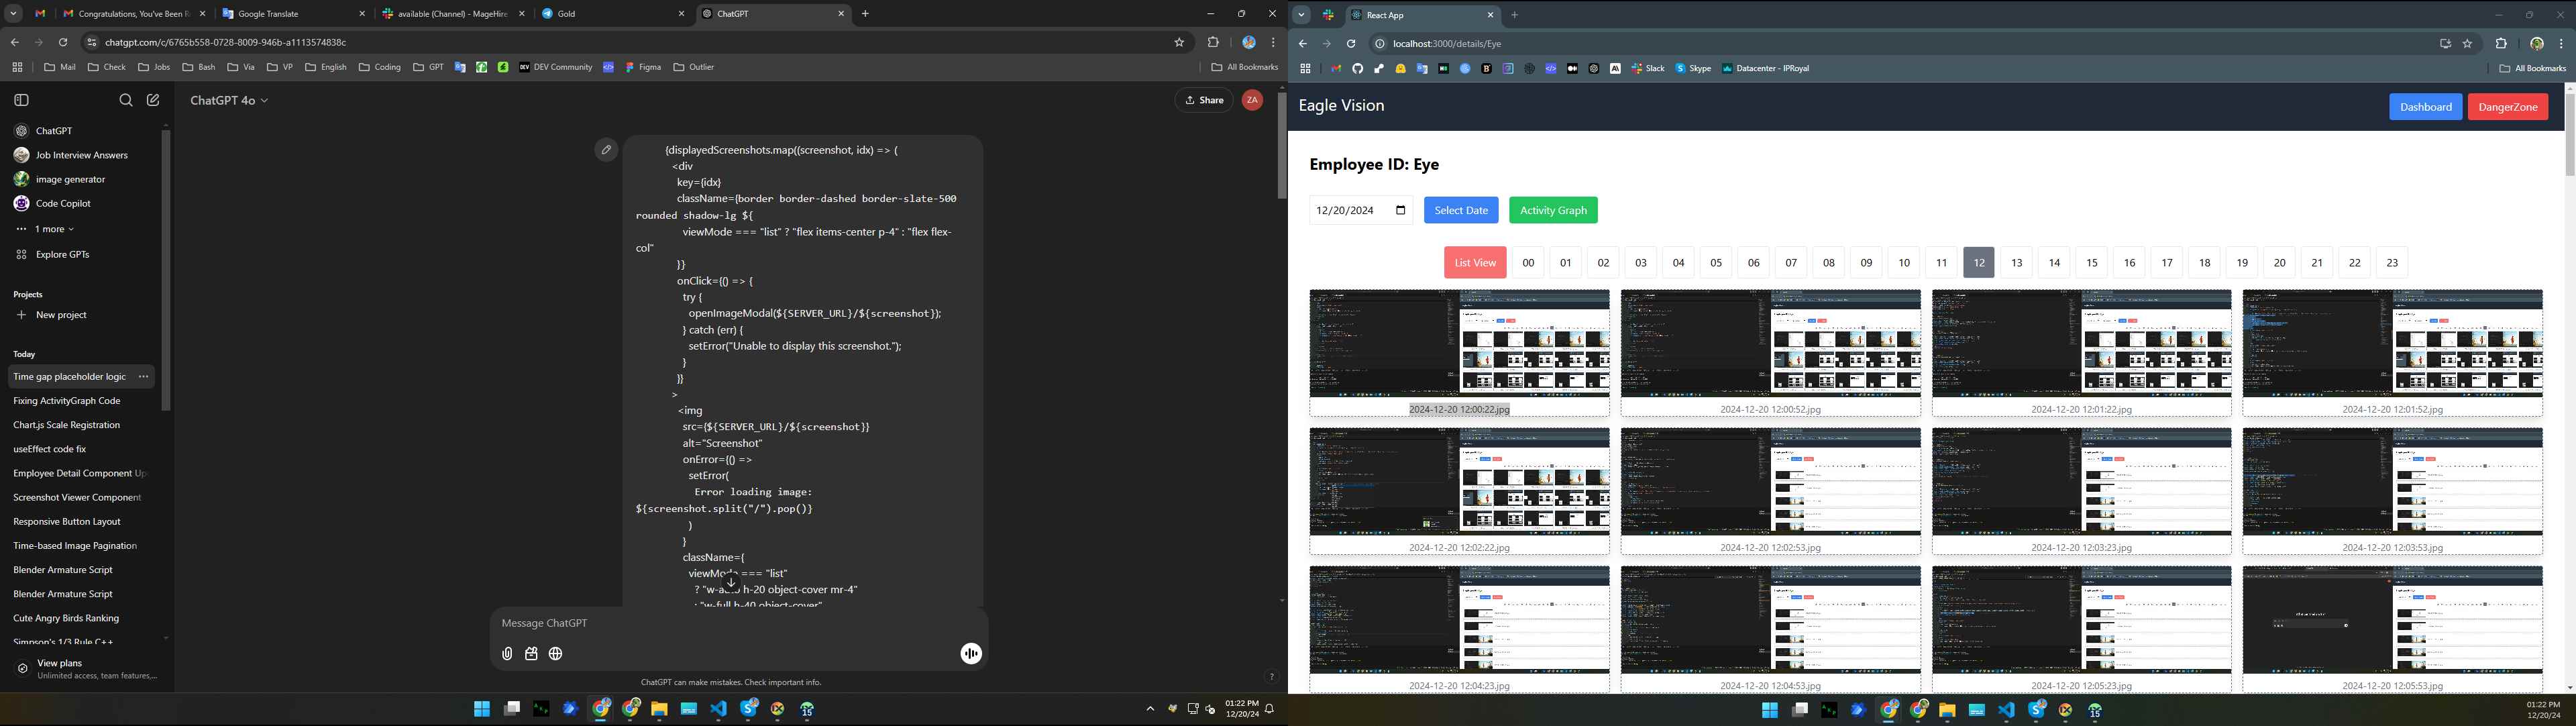 Congratulations, You've Been R
Google Translate
available (Channel) - MageHire
Gold
ChatGPT
chatgpt.com/c/6765b558-0728-8009-946b-a1113574838c
Mail
Check
Jobs
Bash
Via
VP
English
Coding
GPT
DEV Community
Figma
Outlier
All Bookmarks
ChatGPT
Job Interview Answers
image generator
Code Copilot
1 more
Explore GPTs
Projects
New project
Today
Time gap placeholder logic
Fixing ActivityGraph Code
Chart.js Scale Registration
useEffect code fix
Employee Detail Component Up
Screenshot Viewer Component
Responsive Button Layout
Time-based Image Pagination
Blender Armature Script
Blender Armature Script
Cute Angry Birds Ranking
Simpson's 1/3 Rule C++
View plans
Unlimited access, team features,...
ChatGPT 4o
Share
ZA
{displayedScreenshots.map((screenshot, idx) => (
<div
key={idx}
className={border border-dashed border-slate-500
rounded shadow-lg ${
viewMode === "list" ? "flex items-center p-4" : "flex flex-
col"
}}
onClick={() => {
try {
openImageModal(${SERVER_URL}/${screenshot});
} catch (err) {
setError("Unable to display this screenshot.");
}
}}
>
<img
src={${SERVER_URL}/${screenshot}}
alt="Screenshot"
onError={() =>
setError(
Error loading image:
${screenshot.split("/").pop()}
)
}
className={
viewMode === "list"
? "w-auto h-20 object-cover mr-4"
: "w-full h-40 object-cover"
Message ChatGPT
ChatGPT can make mistakes. Check important info.
?
15
01:22 PM
12/20/24
React App
localhost:3000/details/Eye
Slack
Skype
Datacenter - IPRoyal
All Bookmarks
Eagle Vision
Dashboard
DangerZone
Employee ID: Eye
12/20/2024
Select Date
Activity Graph
List View
00
01
02
03
04
05
06
07
08
09
10
11
12
13
14
15
16
17
18
19
20
21
22
23
2024-12-20 12:00:22.jpg
2024-12-20 12:00:52.jpg
2024-12-20 12:01:22.jpg
2024-12-20 12:01:52.jpg
2024-12-20 12:02:22.jpg
2024-12-20 12:02:53.jpg
2024-12-20 12:03:23.jpg
2024-12-20 12:03:53.jpg
2024-12-20 12:04:23.jpg
2024-12-20 12:04:53.jpg
2024-12-20 12:05:23.jpg
2024-12-20 12:05:53.jpg
15
01:22 PM
12/20/24